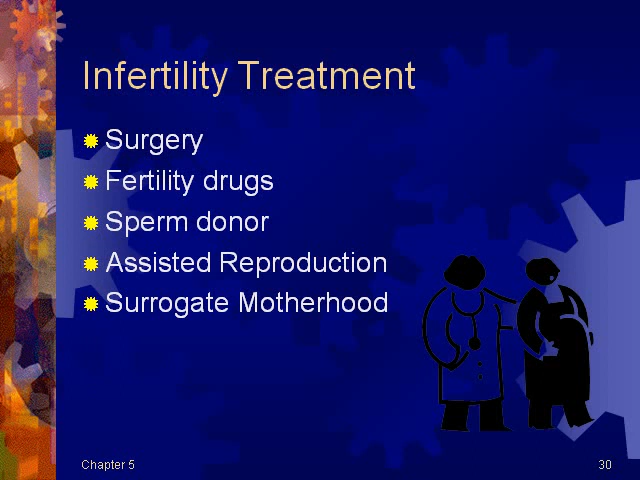 Infertility Treatment
Surgery
Fertility drugs
Sperm donor
Assisted Reproduction
Surrogate Motherhood
Chapter 5
30